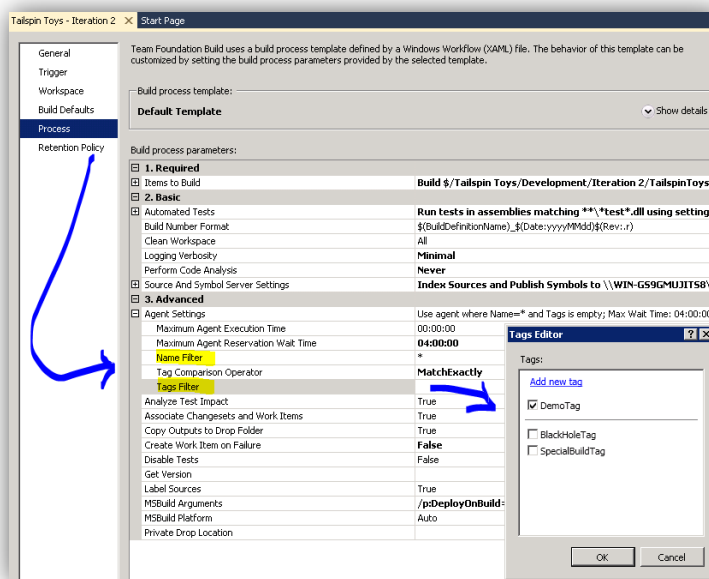 Tailspin Toys - Iteration 2 Start Page
General
Trigger
Workspace
Build Defaults
Process
Retention Policy
Team Foundation Build uses a build process template defined by a Windows Workflow (XAML) file. The behavior of this template can be
customized by setting the build process parameters provided by the selected template.
Build process template:
Default Template
Show details
Build process parameters:
1. Required
Items to Build Build $/Tailspin Toys/Development/Iteration 2/TailspinToys
2. Basic
Automated Tests Run tests in assemblies matching **\*test*.dll using setting
Build Number Format $(BuildDefinitionName)_$(Date:yyyyMMdd)$(Rev:.r)
Clean Workspace All
Logging Verbosity Minimal
Perform Code Analysis Never
Source And Symbol Server Settings Index Sources and Publish Symbols to \\WIN-GS9GMUJITS8\
3. Advanced
Agent Settings Use agent where Name=* and Tags is empty; Max Wait Time: 04:00:00
Maximum Agent Execution Time 00:00:00
Maximum Agent Reservation Wait Time 04:00:00
Name Filter *
Tag Comparison Operator MatchExactly
Tags Filter
Analyze Test Impact True
Associate Changesets and Work Items True
Copy Outputs to Drop Folder True
Create Work Item on Failure False
Disable Tests False
Get Version
Label Sources True
MSBuild Arguments /p:DeployOnBuild=
MSBuild Platform Auto
Private Drop Location
Tags Editor
Tags:
Add new tag
DemoTag
BlackHoleTag
SpecialBuildTag
OK Cancel